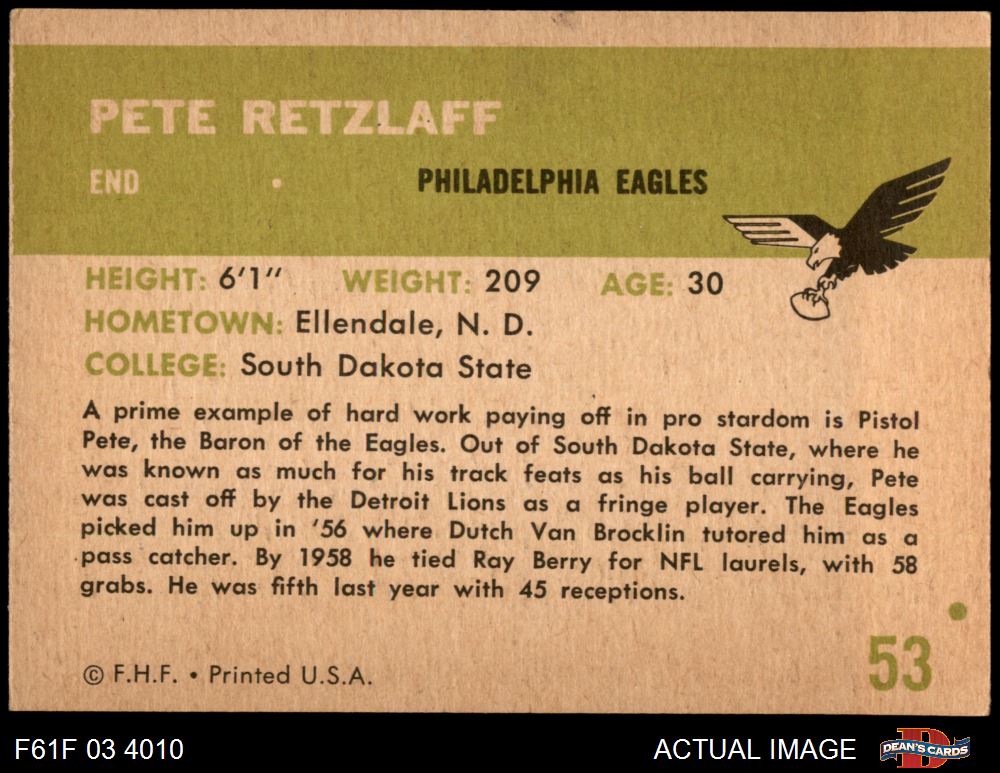 PETE RETZLAFF
END • PHILADELPHIA EAGLES
HEIGHT: 6'1" WEIGHT: 209 AGE: 30
HOMETOWN: Ellendale, N. D.
COLLEGE: South Dakota State
A prime example of hard work paying off in pro stardom is Pistol
Pete, the Baron of the Eagles. Out of South Dakota State, where he
was known as much for his track feats as his ball carrying, Pete
was cast off by the Detroit Lions as a fringe player. The Eagles
picked him up in '56 where Dutch Van Brocklin tutored him as a
pass catcher. By 1958 he tied Ray Berry for NFL laurels, with 58
grabs. He was fifth last year with 45 receptions.
53
© F.H.F. • Printed U.S.A.
F61F 03 4010 ACTUAL IMAGE DEAN'S CARDS